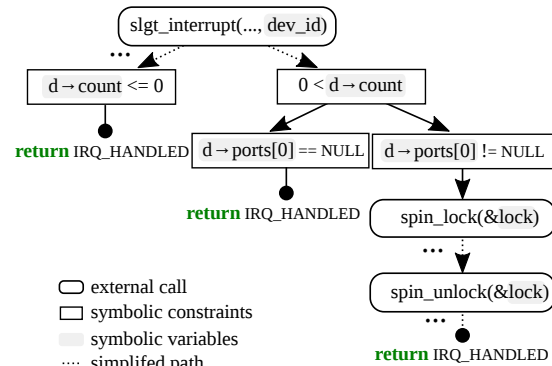 slgt_interrupt(..., dev_id)
...
d→count <= 0
0 < d→count
return IRQ_HANDLED
d→ports[0] == NULL
d→ports[0] != NULL
return IRQ_HANDLED
spin_lock(&lock)
...
spin_unlock(&lock)
...
return IRQ_HANDLED
external call
symbolic constraints
symbolic variables
simplifed path